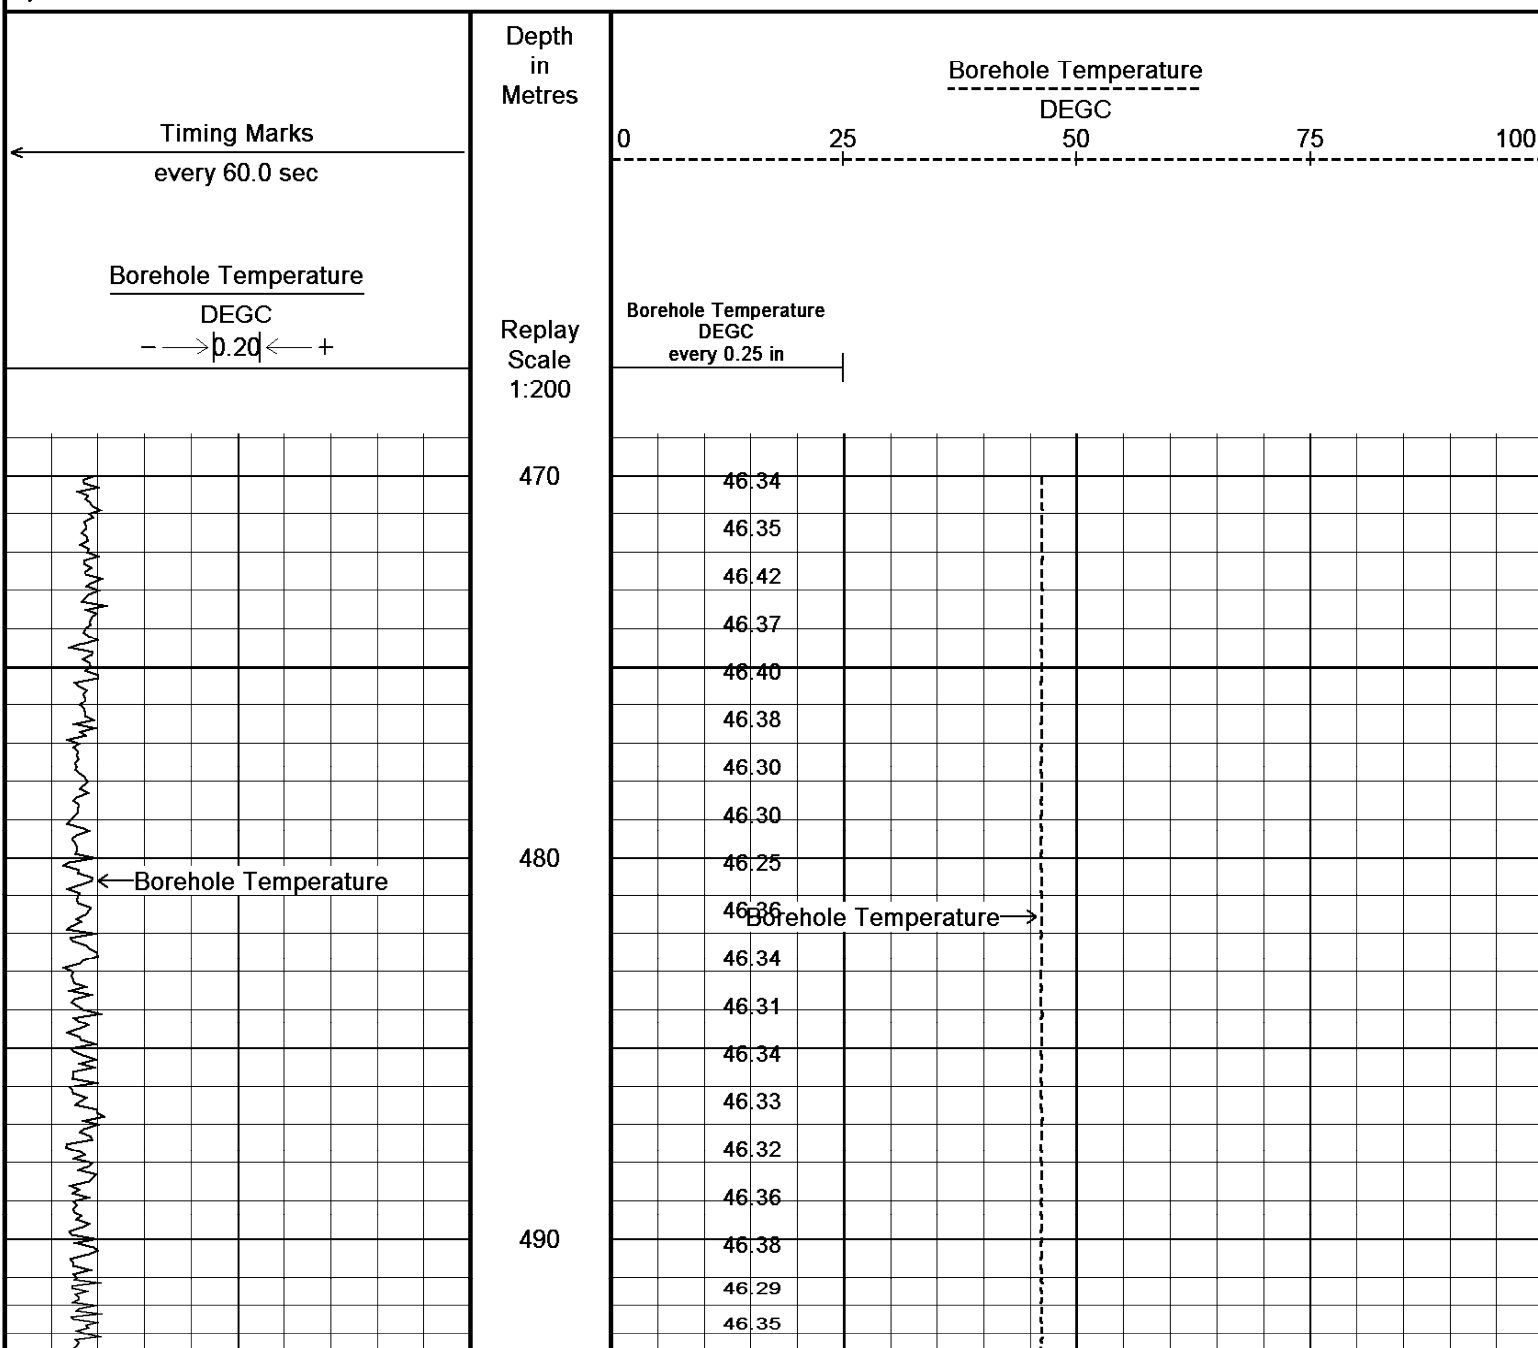 Timing Marks
every 60.0 sec
Borehole Temperature
DEGC
− 0.20 +
Depth
in
Metres
Replay
Scale
1:200
Borehole Temperature
DEGC
0 25 50 75 100
Borehole Temperature
DEGC
every 0.25 in
470
46.34
46.35
46.42
46.37
46.40
46.38
46.30
46.30
480
46.25
Borehole Temperature
46.36
Borehole Temperature
46.34
46.31
46.34
46.33
46.32
46.36
490
46.38
46.29
46.35